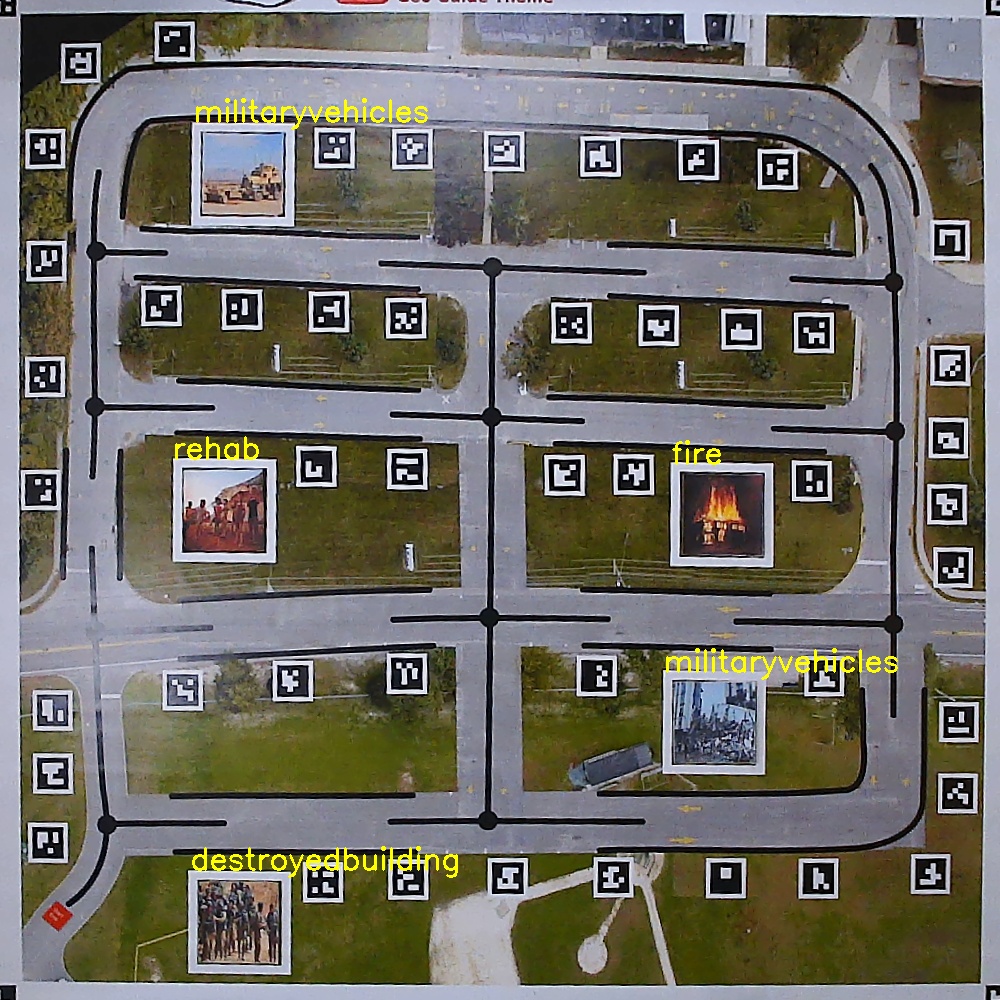 militaryvehicles
rehab
fire
militaryvehicles
destroyedbuilding